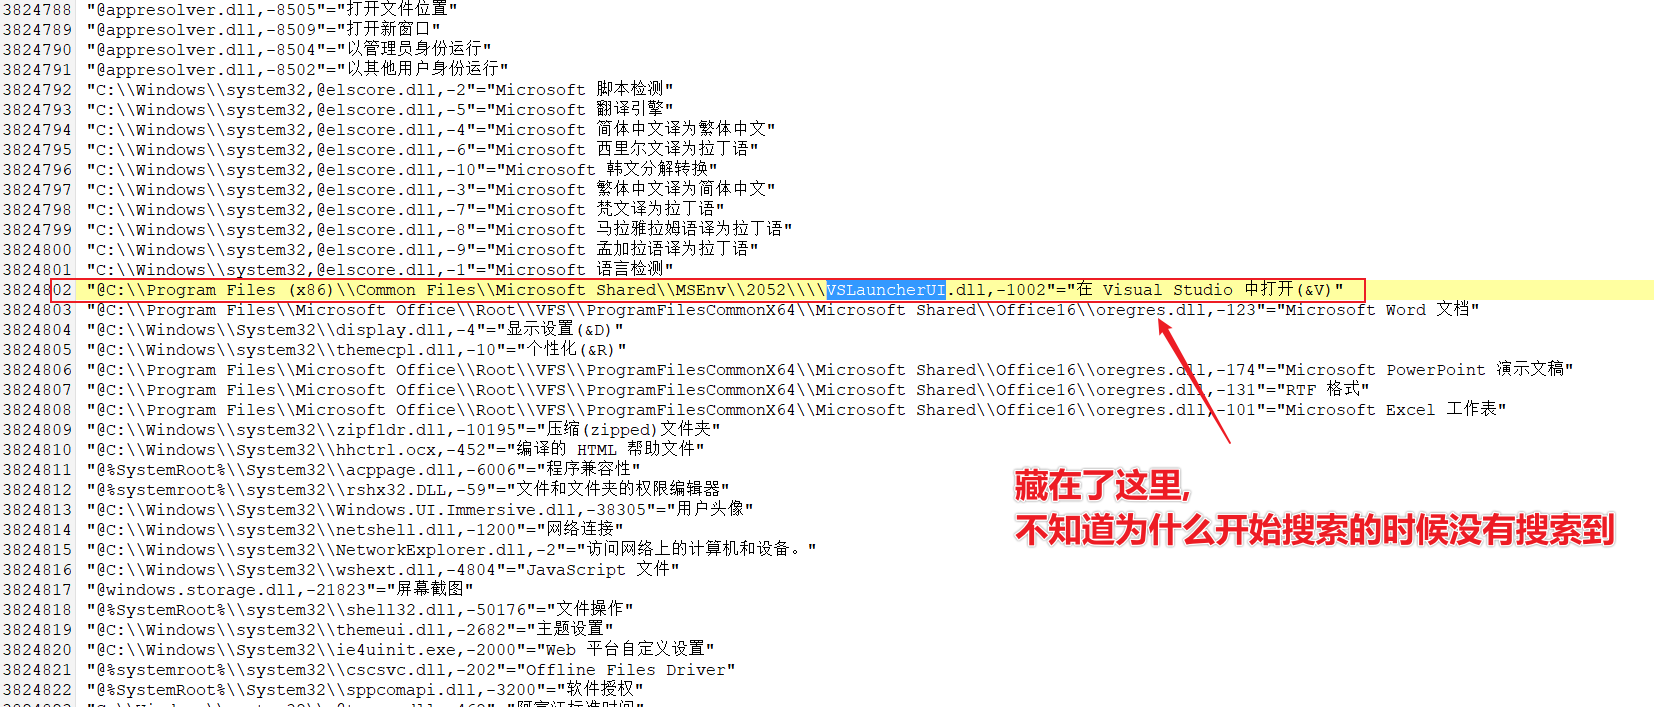 3824788 "@appresolver.dll,-8505"="打开文件位置"
3824789 "@appresolver.dll,-8509"="打开新窗口"
3824790 "@appresolver.dll,-8504"="以管理员身份运行"
3824791 "@appresolver.dll,-8502"="以其他用户身份运行"
3824792 "C:\\Windows\\system32,@elscore.dll,-2"="Microsoft 脚本检测"
3824793 "C:\\Windows\\system32,@elscore.dll,-5"="Microsoft 翻译引擎"
3824794 "C:\\Windows\\system32,@elscore.dll,-4"="Microsoft 简体中文译为繁体中文"
3824795 "C:\\Windows\\system32,@elscore.dll,-6"="Microsoft 西里尔文译为拉丁语"
3824796 "C:\\Windows\\system32,@elscore.dll,-10"="Microsoft 韩文分解转换"
3824797 "C:\\Windows\\system32,@elscore.dll,-3"="Microsoft 繁体中文译为简体中文"
3824798 "C:\\Windows\\system32,@elscore.dll,-7"="Microsoft 梵文译为拉丁语"
3824799 "C:\\Windows\\system32,@elscore.dll,-8"="Microsoft 马拉雅拉姆语译为拉丁语"
3824800 "C:\\Windows\\system32,@elscore.dll,-9"="Microsoft 孟加拉语译为拉丁语"
3824801 "C:\\Windows\\system32,@elscore.dll,-1"="Microsoft 语言检测"
3824802 "@C:\\Program Files (x86)\\Common Files\\Microsoft Shared\\MSEnv\\2052\\\\VSLauncherUI.dll,-1002"="在 Visual Studio 中打开(&V)"
3824803 "@C:\\Program Files\\Microsoft Office\\Root\\VFS\\ProgramFilesCommonX64\\Microsoft Shared\\Office16\\oregres.dll,-123"="Microsoft Word 文档"
3824804 "@C:\\Windows\\System32\\display.dll,-4"="显示设置(&D)"
3824805 "@C:\\Windows\\system32\\themecpl.dll,-10"="个性化(&R)"
3824806 "@C:\\Program Files\\Microsoft Office\\Root\\VFS\\ProgramFilesCommonX64\\Microsoft Shared\\Office16\\oregres.dll,-174"="Microsoft PowerPoint 演示文稿"
3824807 "@C:\\Program Files\\Microsoft Office\\Root\\VFS\\ProgramFilesCommonX64\\Microsoft Shared\\Office16\\oregres.dll,-131"="RTF 格式"
3824808 "@C:\\Program Files\\Microsoft Office\\Root\\VFS\\ProgramFilesCommonX64\\Microsoft Shared\\Office16\\oregres.dll,-101"="Microsoft Excel 工作表"
3824809 "@C:\\Windows\\system32\\zipfldr.dll,-10195"="压缩(zipped)文件夹"
3824810 "@C:\\Windows\\System32\\hhctrl.ocx,-452"="编译的 HTML 帮助文件"
3824811 "@%SystemRoot%\\System32\\acppage.dll,-6006"="程序兼容性"
3824812 "@%systemroot%\\system32\\rshx32.DLL,-59"="文件和文件夹的权限编辑器"
3824813 "@C:\\Windows\\System32\\Windows.UI.Immersive.dll,-38305"="用户头像"
3824814 "@C:\\Windows\\system32\\netshell.dll,-1200"="网络连接"
3824815 "@C:\\Windows\\System32\\NetworkExplorer.dll,-2"="访问网络上的计算机和设备。"
3824816 "@C:\\Windows\\System32\\wshext.dll,-4804"="JavaScript 文件"
3824817 "@windows.storage.dll,-21823"="屏幕截图"
3824818 "@%SystemRoot%\\system32\\shell32.dll,-50176"="文件操作"
3824819 "@C:\\Windows\\System32\\themeui.dll,-2682"="主题设置"
3824820 "@C:\\Windows\\System32\\ie4uinit.exe,-2000"="Web 平台自定义设置"
3824821 "@%systemroot%\\system32\\cscsvc.dll,-202"="Offline Files Driver"
3824822 "@%SystemRoot%\\system32\\sppcomapi.dll,-3200"="软件授权"
藏在了这里,
不知道为什么开始搜索的时候没有搜索到